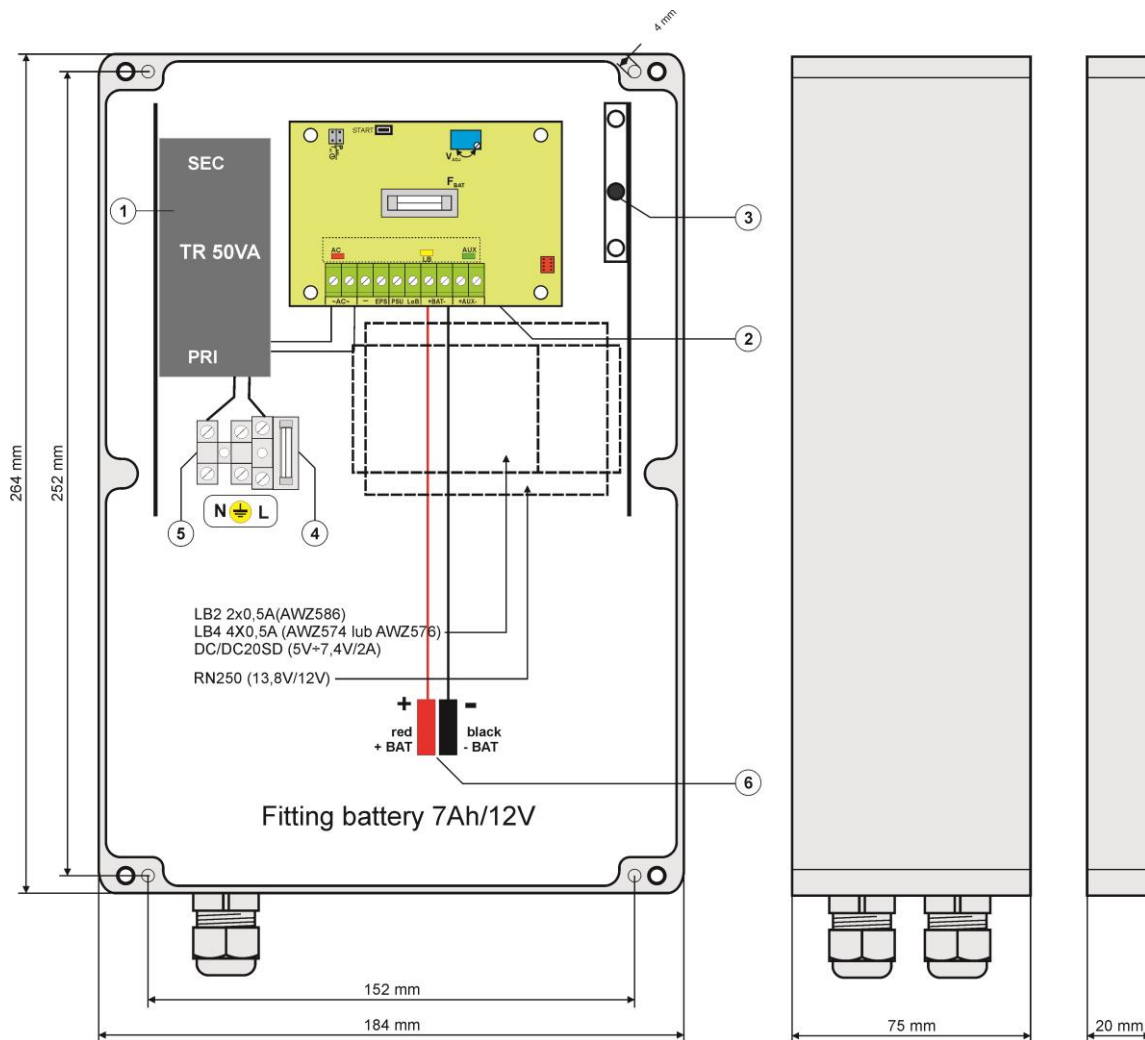 4 mm
START
V ADJ
F BAT
SEC
TR 50VA
PRI
AC
LB
AUX
~AC~ – EPS PSU LoB +BAT- +AUX-
1
2
3
264 mm
252 mm
N L
5
4
LB2 2x0,5A(AWZ586)
LB4 4X0,5A (AWZ574 lub AWZ576)
DC/DC20SD (5V÷7,4V/2A)
RN250 (13,8V/12V)
+ -
red black
+ BAT - BAT
6
Fitting battery 7Ah/12V
152 mm
184 mm
75 mm
20 mm